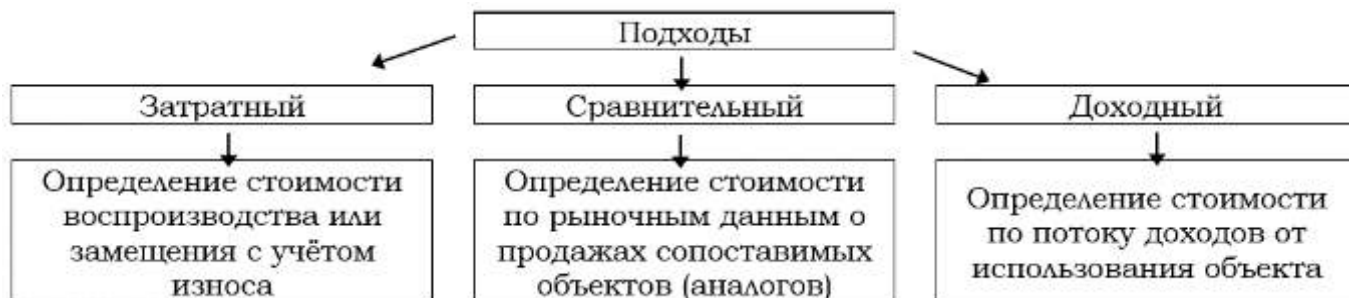 Подходы
Затратный
Сравнительный
Доходный
Определение стоимости
воспроизводства или
замещения с учётом
износа
Определение стоимости
по рыночным данным о
продажах сопоставимых
объектов (аналогов)
Определение стоимости
по потоку доходов от
использования объекта